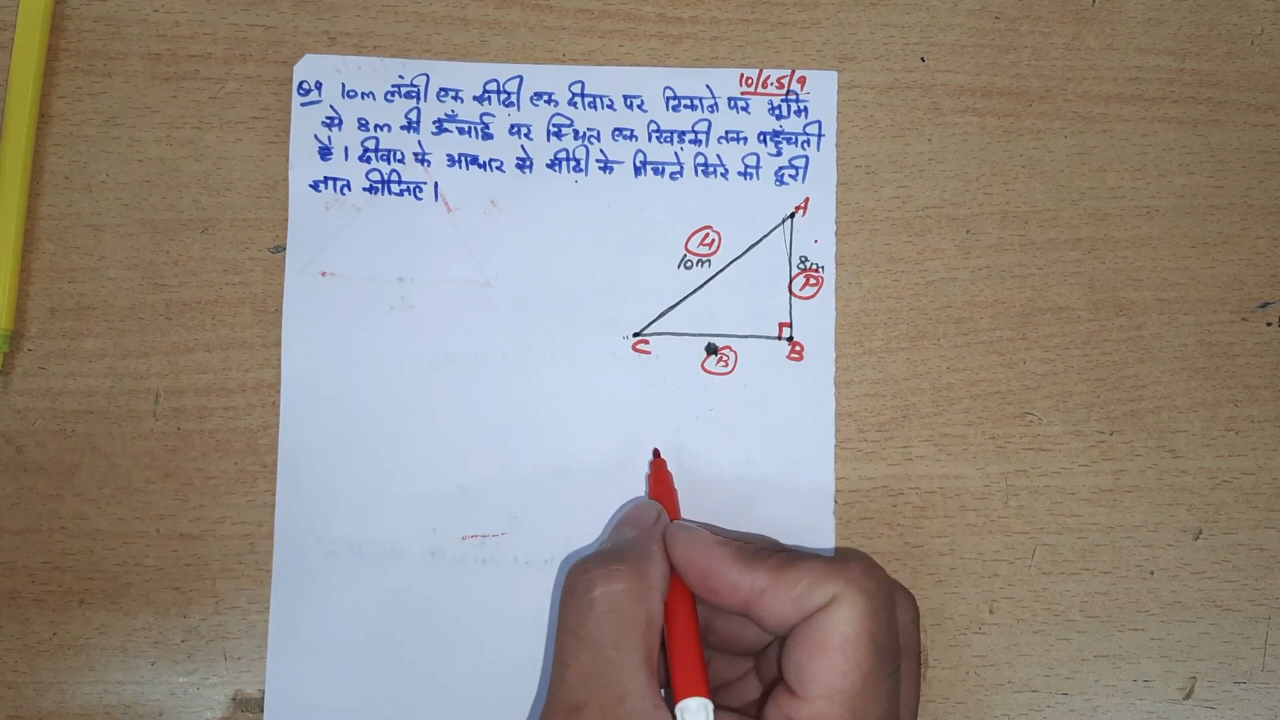 10/6.5/9
Q9 10m लंबी एक सीढ़ी एक दीवार पर टिकाने पर भूमि
से 8m की ऊँचाई पर स्थित एक खिड़की तक पहुँचती
है। दीवार के आधार से सीढ़ी के निचले सिरे की दूरी
ज्ञात कीजिए।
A
H
10m
8m
P
C
B
B